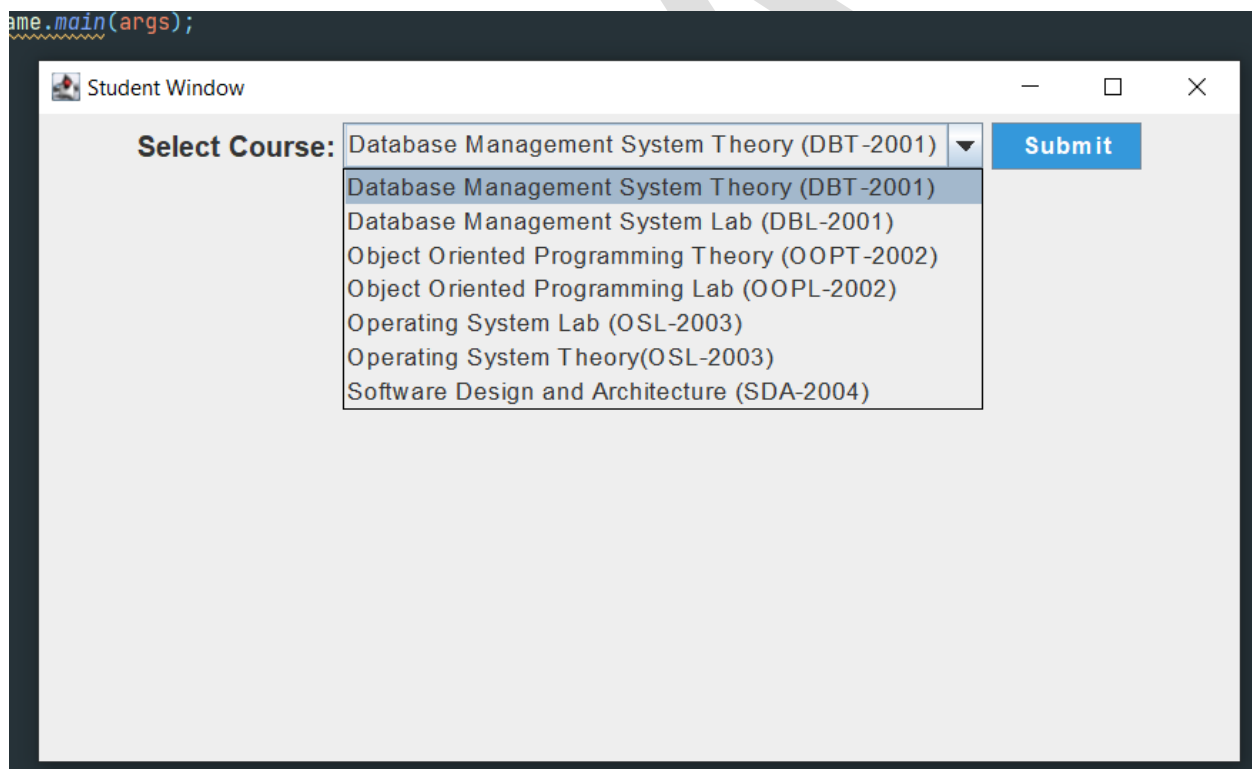 ame.main(args);
Student Window
Select Course: Database Management System Theory (DBT-2001) Submit
Database Management System Theory (DBT-2001)
Database Management System Lab (DBL-2001)
Object Oriented Programming Theory (OOPT-2002)
Object Oriented Programming Lab (OOPL-2002)
Operating System Lab (OSL-2003)
Operating System Theory(OSL-2003)
Software Design and Architecture (SDA-2004)